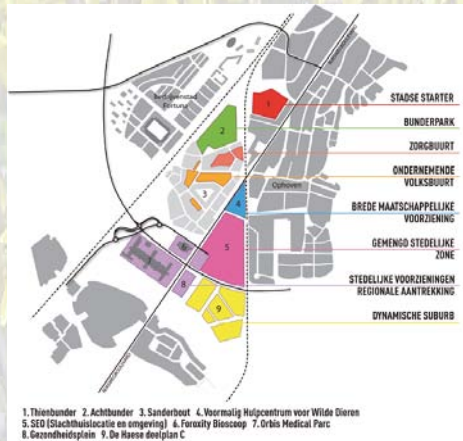 Bedrijvenstad
Fortuna
1
2
3
Ophoven
4
5
6
7
8
9
STADSE STARTER
BUNDERPARK
ZORGBUURT
ONDERNEMENDE
VOLKSBUURT
BREDE MAATSCHAPPELIJKE
VOORZIENING
GEMENGD STEDELIJKE
ZONE
STEDELIJKE VOORZIENINGEN
REGIONALE AANTREKKING
DYNAMISCHE SUBURB
1. Thienbunder 2. Achtbunder 3. Sanderbout 4. Voormalig Hulpcentrum voor Wilde Dieren
5. SEO (Slachthuislocatie en omgeving) 6. Foroxity Bioscoop 7. Orbis Medical Parc
8. Gezondheidsplein 9. De Haese deelplan C